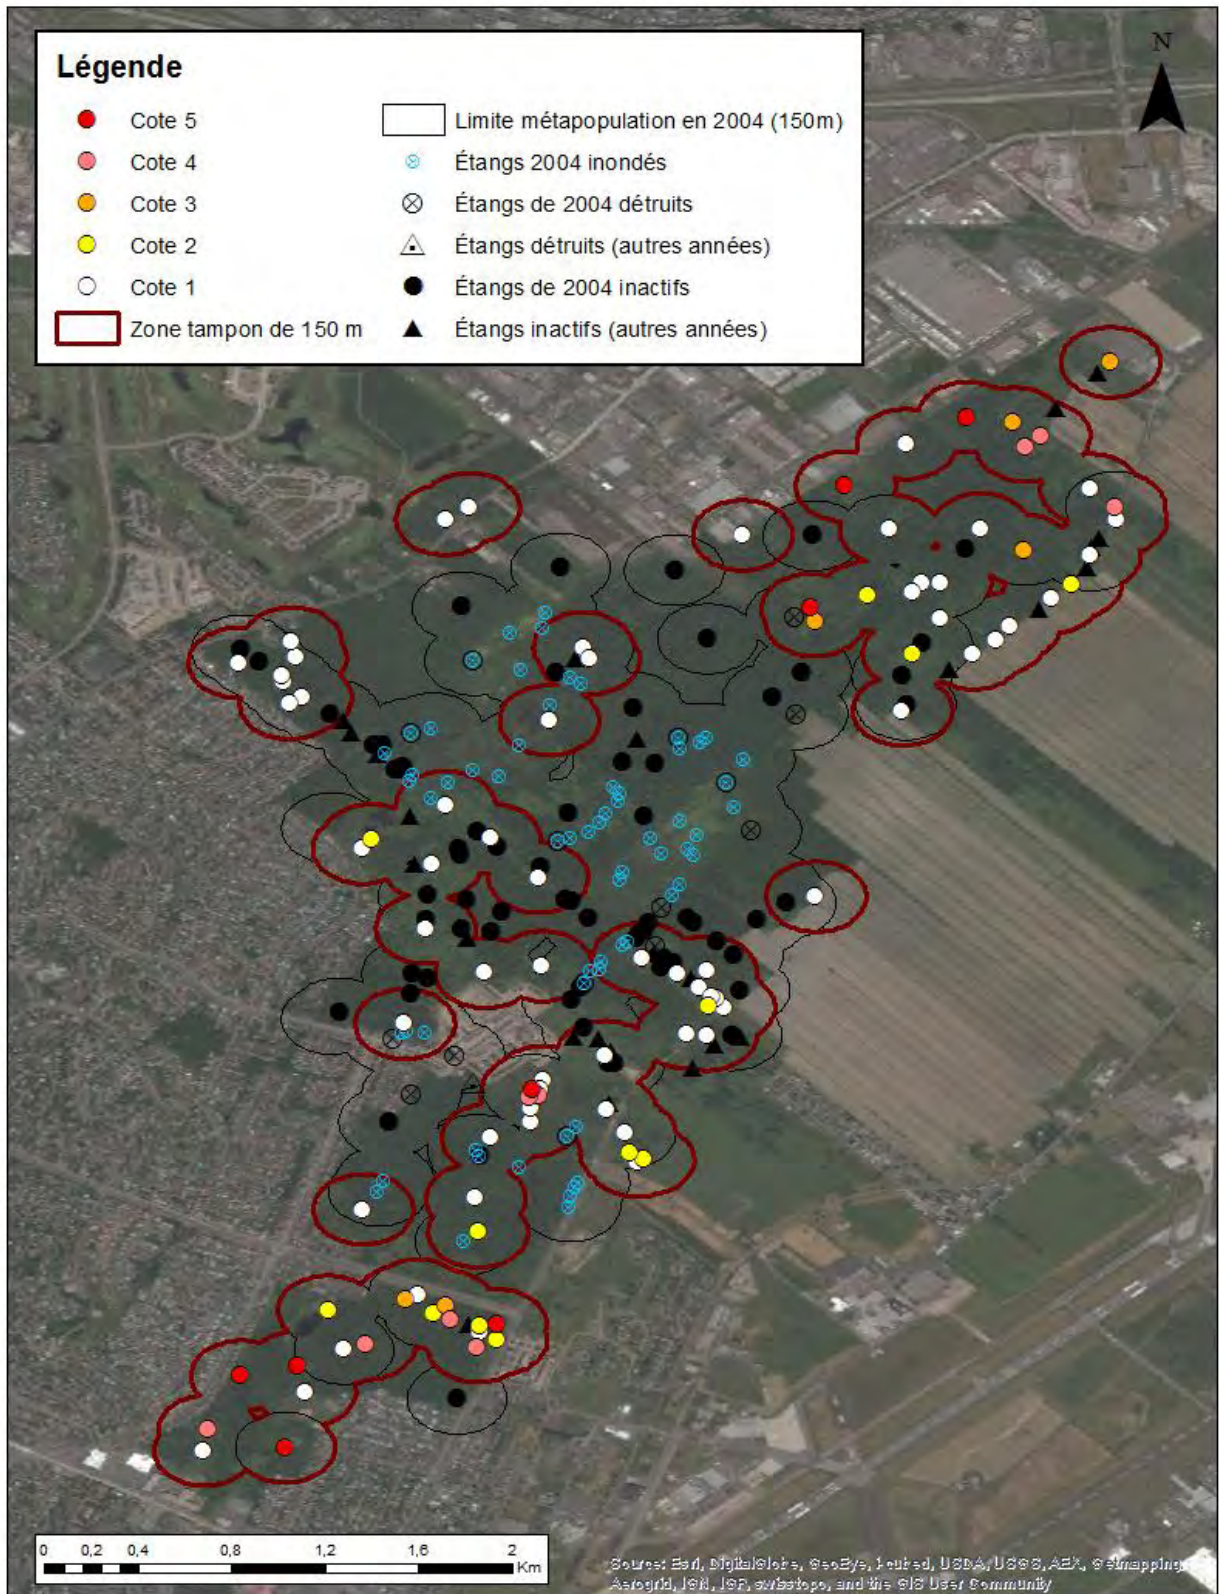 Légende
Cote 5
Cote 4
Cote 3
Cote 2
Cote 1
Zone tampon de 150 m
Limite métapopulation en 2004 (150m)
Étangs 2004 inondés
Étangs de 2004 détruits
Étangs détruits (autres années)
Étangs de 2004 inactifs
Étangs inactifs (autres années)
N
0 0,2 0,4 0,8 1,2 1,6 2
Km
Source: Esri, DigitalGlobe, GeoEye, i-cubed, USDA, USGS, AEX, Getmapping,
Aerogrid, IGN, IGP, swisstopo, and the GIS User Community